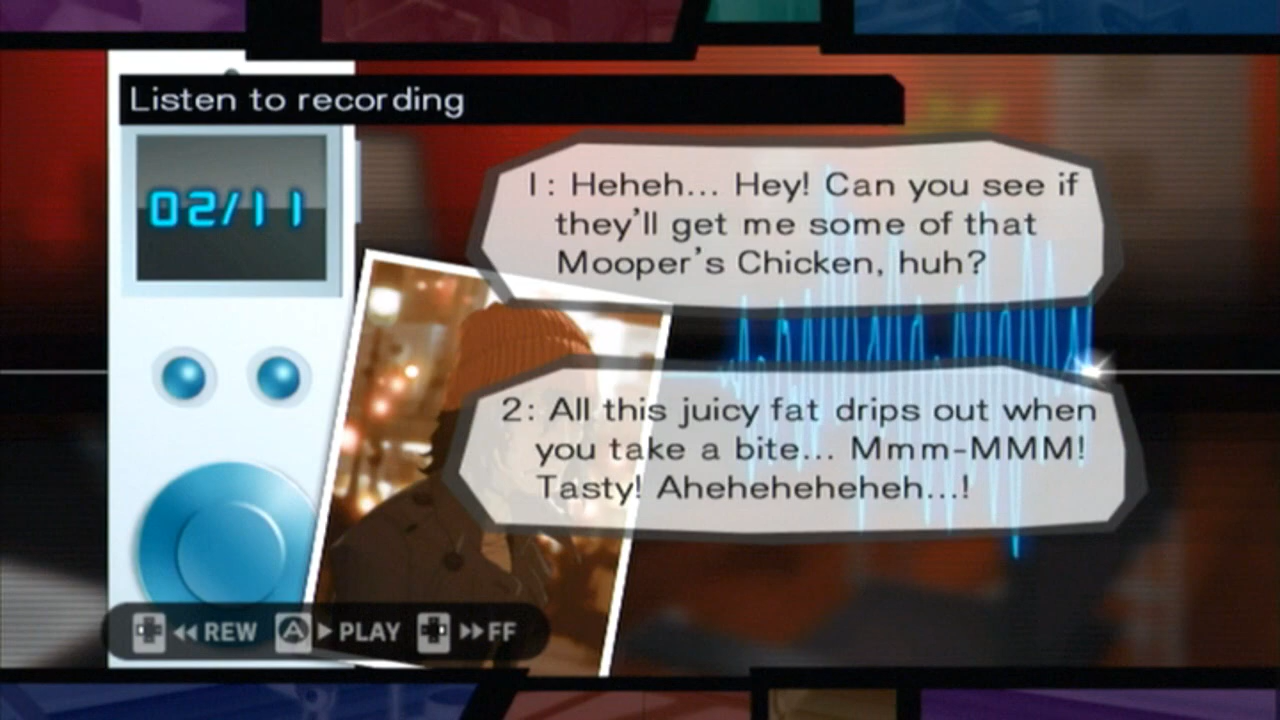 Listen to recording
02/11
1: Heheh... Hey! Can you see if
they'll get me some of that
Mooper's Chicken, huh?
2: All this juicy fat drips out when
you take a bite... Mmm-MMM!
Tasty! Aheheheheheh...!
REW A PLAY FF